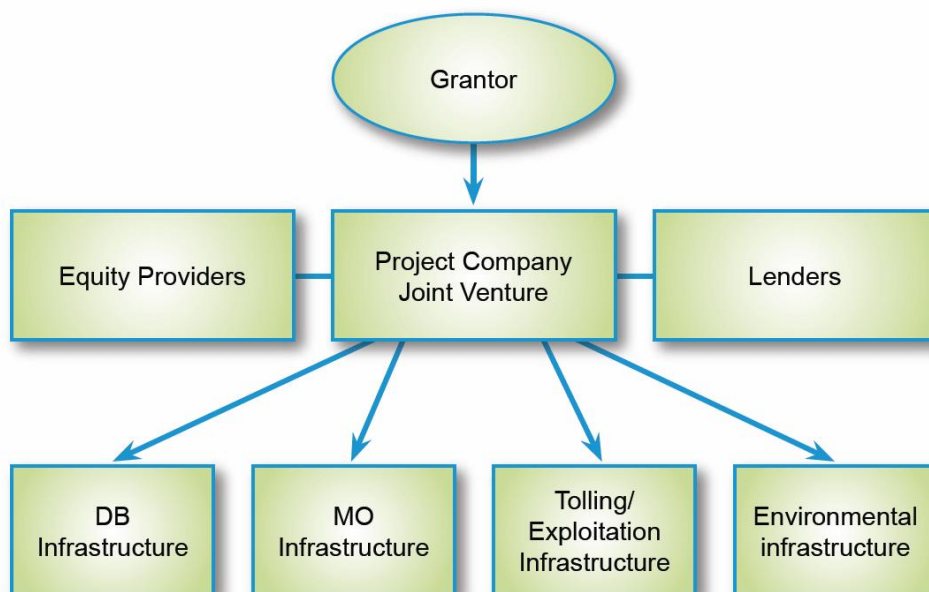 Grantor
Equity Providers
Project Company
Joint Venture
Lenders
DB
Infrastructure
MO
Infrastructure
Tolling/
Exploitation
Infrastructure
Environmental
infrastructure